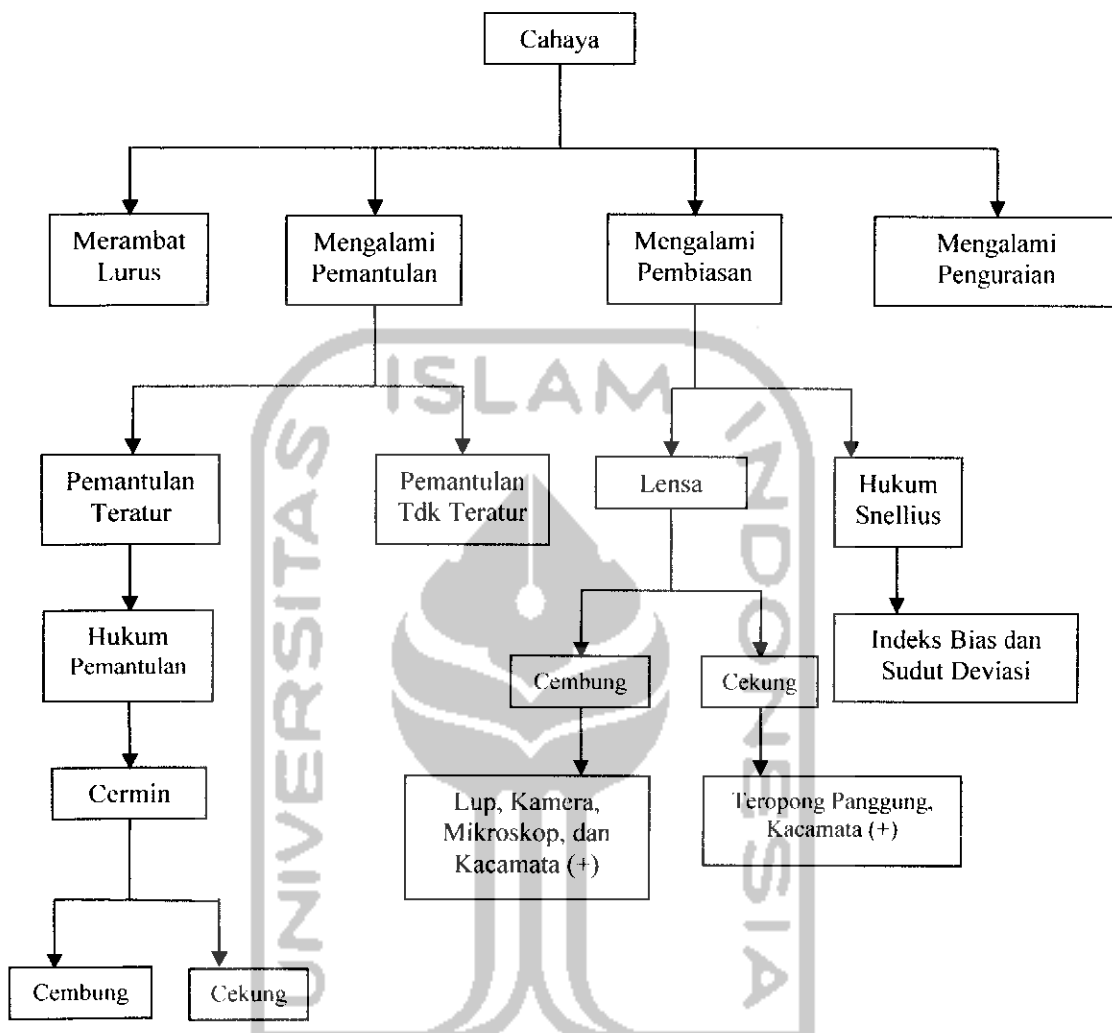 Cahaya
Merambat
Lurus
Mengalami
Pemantulan
Mengalami
Pembiasan
Mengalami
Penguraian
ISLAM
UNIVERSITAS
INDONESIA
Pemantulan
Teratur
Pemantulan
Tdk Teratur
Lensa
Hukum
Snellius
Hukum
Pemantulan
Indeks Bias dan
Sudut Deviasi
Cembung
Cekung
Cermin
Lup, Kamera,
Mikroskop, dan
Kacamata (+)
Teropong Panggung,
Kacamata (+)
Cembung
Cekung